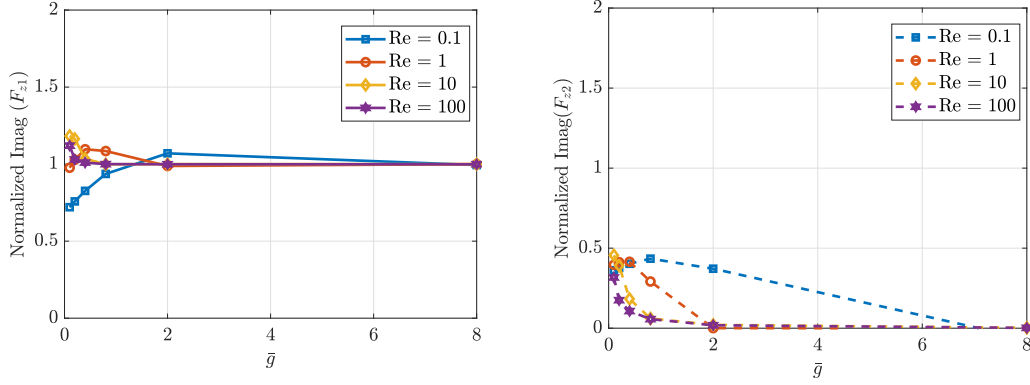 2
1.5
1
0.5
0
0
2
4
6
8
Normalized Imag (F_{z1})
ḡ
Re = 0.1
Re = 1
Re = 10
Re = 100
2
1.5
1
0.5
0
0
2
4
6
8
Normalized Imag(F_{z2})
ḡ
Re = 0.1
Re = 1
Re = 10
Re = 100